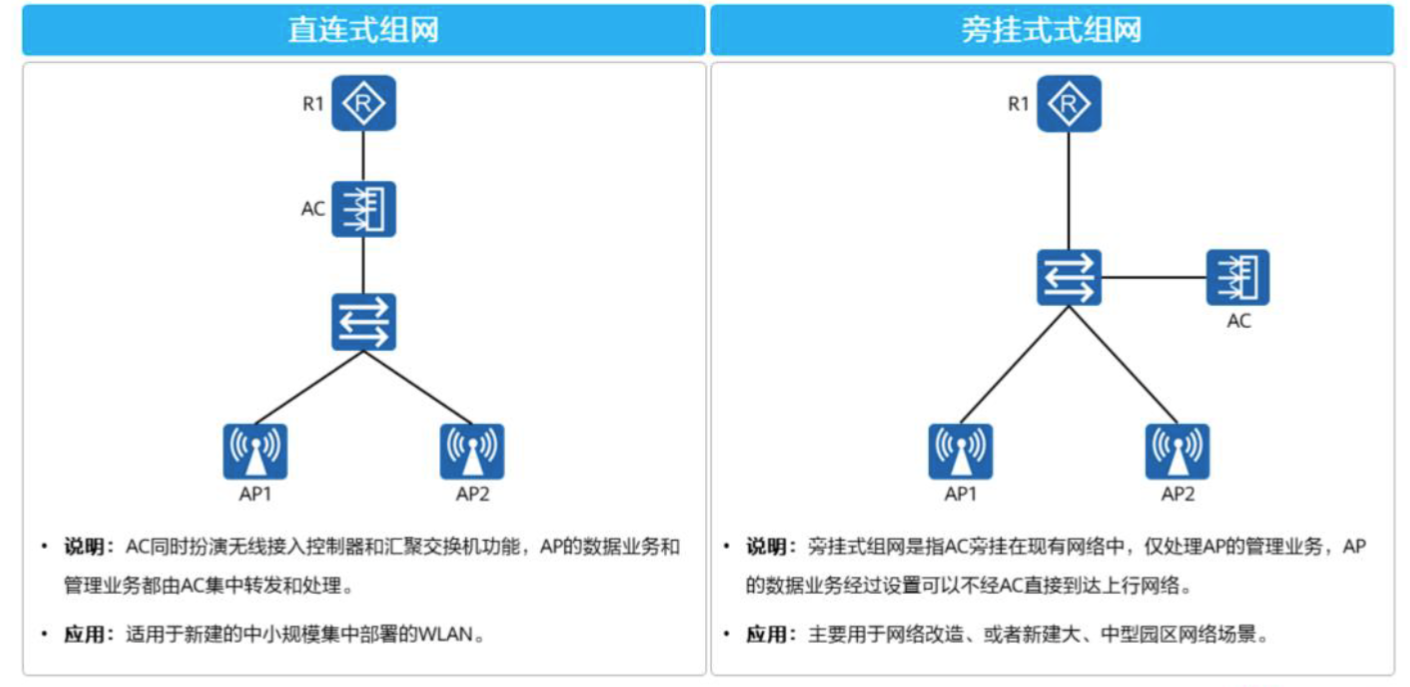 直连式组网
R1
AC
AP1
AP2
• 说明：AC同时扮演无线接入控制器和汇聚交换机功能，AP的数据业务和
管理业务都由AC集中转发和处理。
• 应用：适用于新建的中小规模集中部署的WLAN。
旁挂式式组网
R1
AC
AP1
AP2
• 说明：旁挂式组网是指AC旁挂在现有网络中，仅处理AP的管理业务，AP
的数据业务经过设置可以不经AC直接到达上行网络。
• 应用：主要用于网络改造、或者新建大、中型园区网络场景。